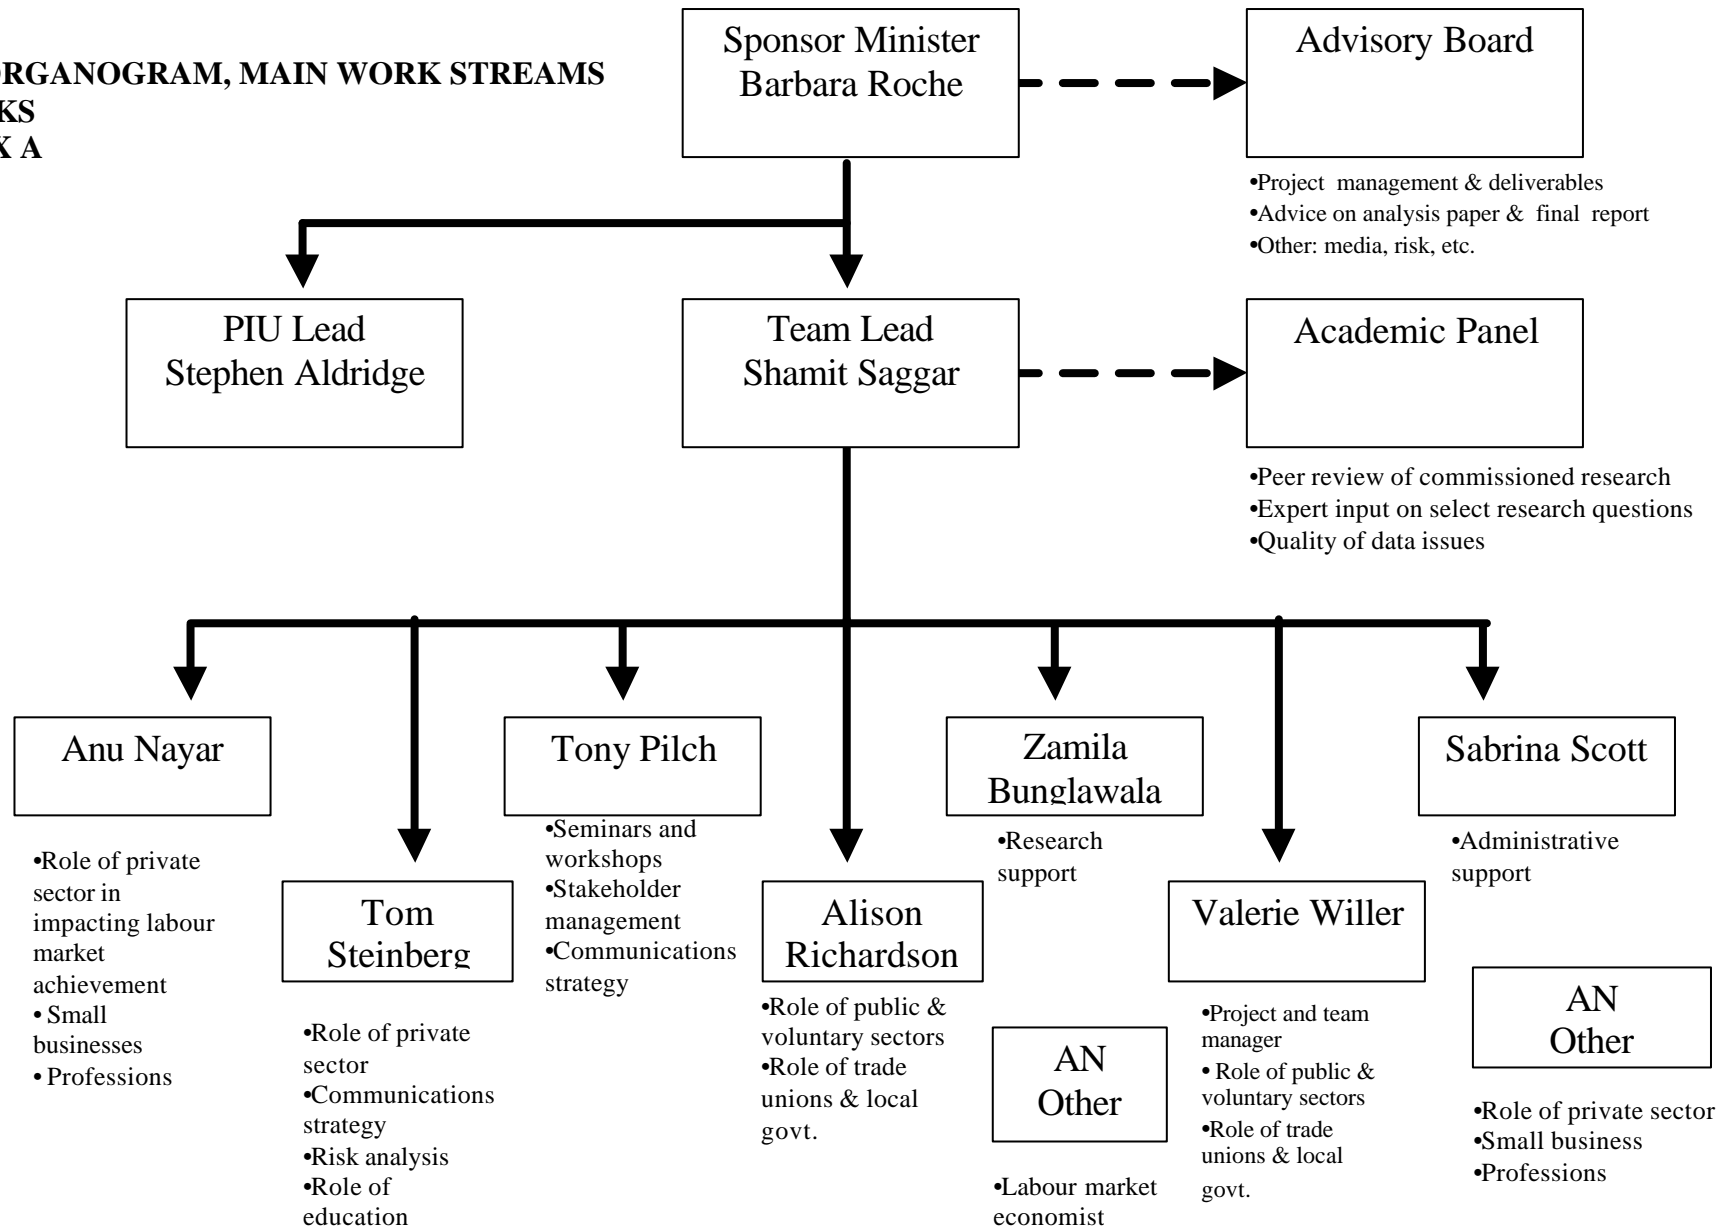 Sponsor Minister
Barbara Roche
Advisory Board
ORGANOGRAM, MAIN WORK STREAMS
KS
X A
•Project management & deliverables
•Advice on analysis paper & final report
•Other: media, risk, etc.
PIU Lead
Stephen Aldridge
Team Lead
Shamit Saggar
Academic Panel
•Peer review of commissioned research
•Expert input on select research questions
•Quality of data issues
Anu Nayar
•Role of private
sector in
impacting labour
market
achievement
• Small
businesses
• Professions
Tom
Steinberg
•Role of private
sector
•Communications
strategy
•Risk analysis
•Role of
education
Tony Pilch
•Seminars and
workshops
•Stakeholder
management
•Communications
strategy
Alison
Richardson
•Role of public &
voluntary sectors
•Role of trade
unions & local
govt.
Zamila
Bunglawala
•Research
support
AN
Other
•Labour market
economist
Valerie Willer
•Project and team
manager
• Role of public &
voluntary sectors
•Role of trade
unions & local
govt.
Sabrina Scott
•Administrative
support
AN
Other
•Role of private sector
•Small business
•Professions